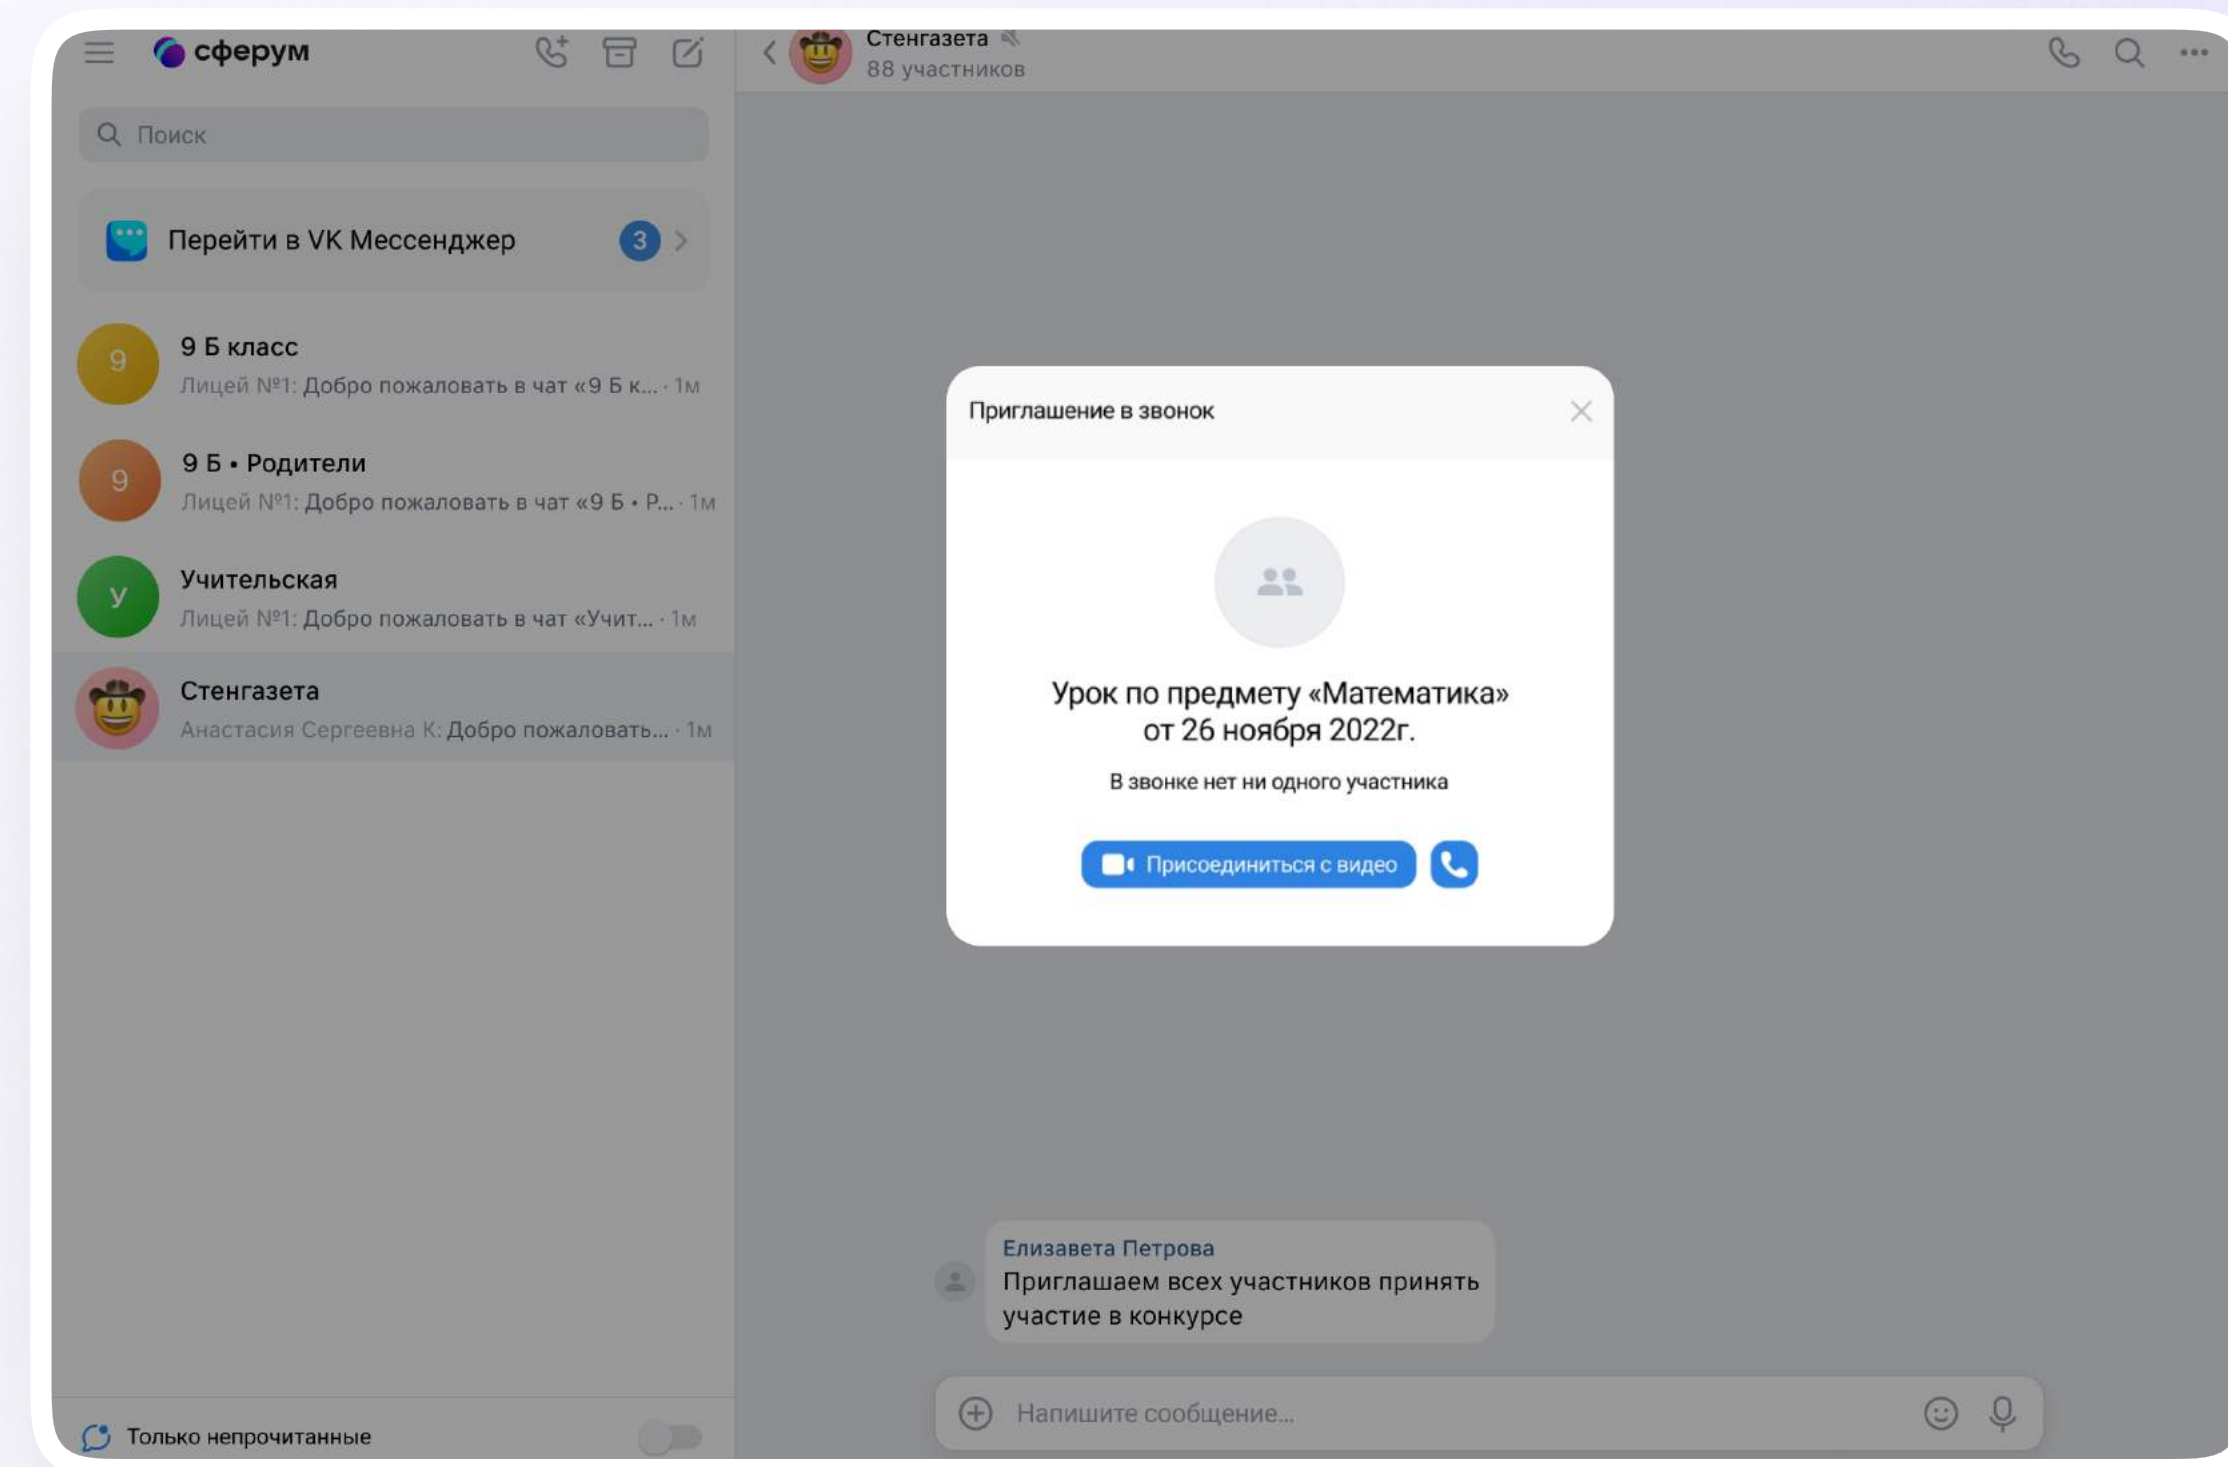 сферум
Поиск
Перейти в VK Мессенджер
3
9
9 Б класс
Лицей №1: Добро пожаловать в чат «9 Б к... · 1м
9
9 Б • Родители
Лицей №1: Добро пожаловать в чат «9 Б • Р... · 1м
У
Учительская
Лицей №1: Добро пожаловать в чат «Учит... · 1м
Стенгазета
Анастасия Сергеевна К: Добро пожаловать... · 1м
Только непрочитанные
Стенгазета
88 участников
Приглашение в звонок
Урок по предмету «Математика»
от 26 ноября 2022г.
В звонке нет ни одного участника
Присоединиться с видео
Елизавета Петрова
Приглашаем всех участников принять
участие в конкурсе
Напишите сообщение...